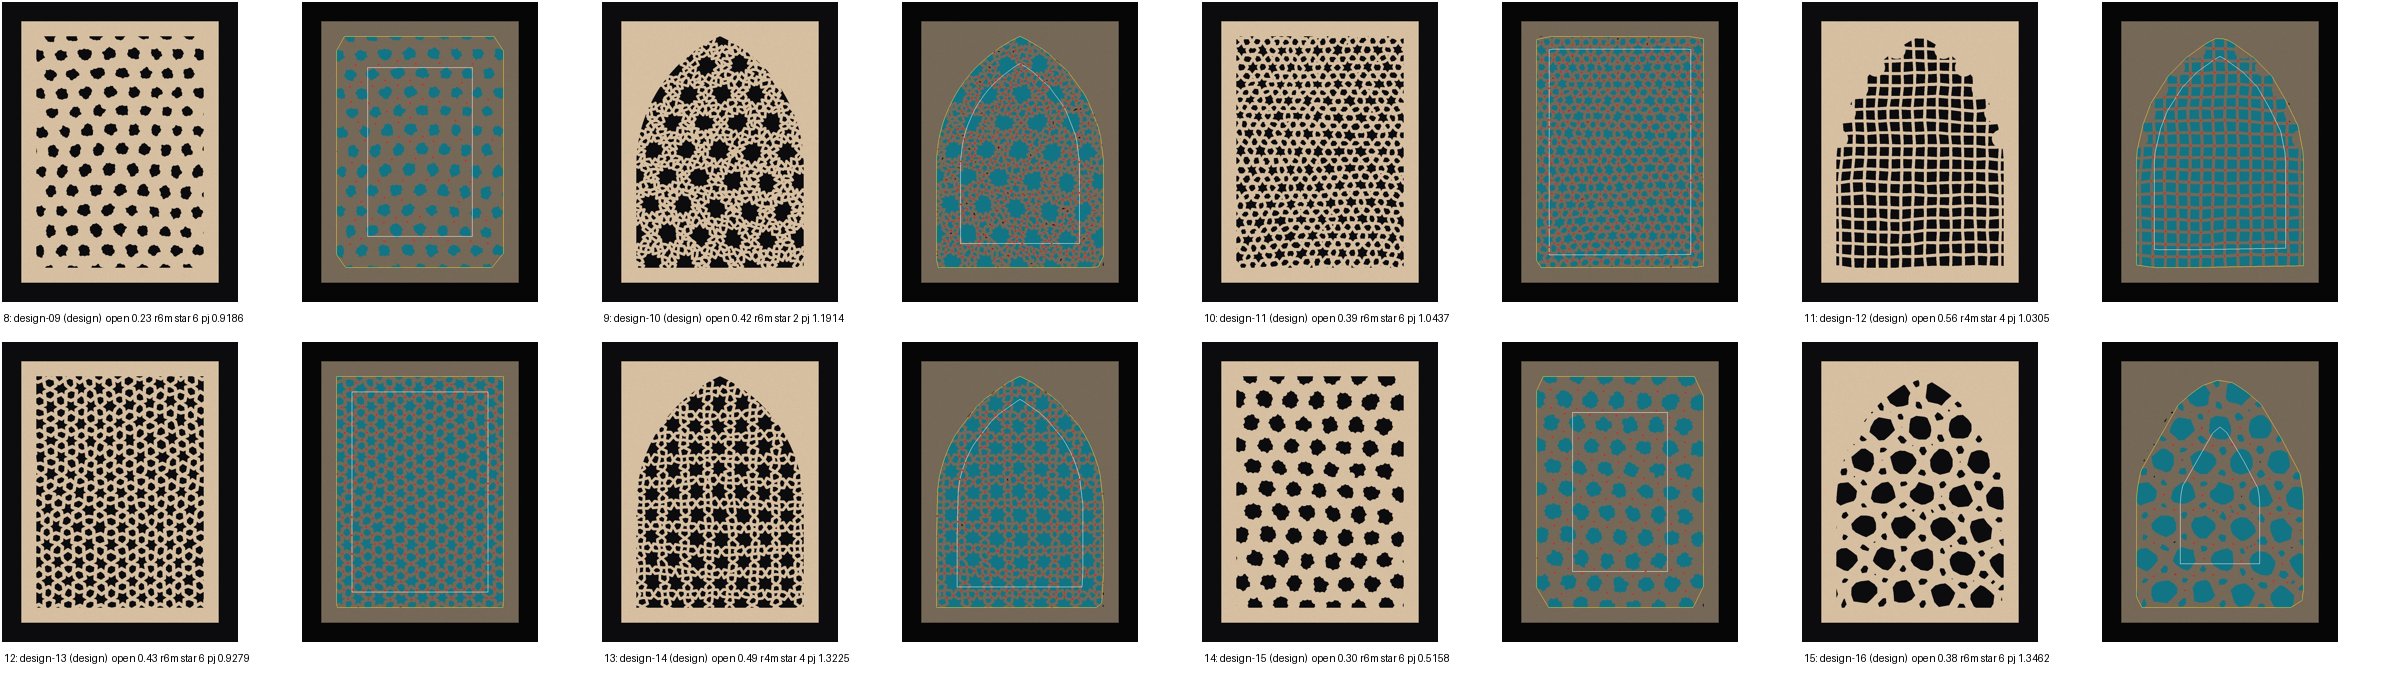 8: design-09 (design) open 0.23 r6m star 6 pj 0.9186
9: design-10 (design) open 0.42 r6m star 2 pj 1.1914
10: design-11 (design) open 0.39 r6m star 6 pj 1.0437
11: design-12 (design) open 0.56 r4m star 4 pj 1.0305
12: design-13 (design) open 0.43 r6m star 6 pj 0.9279
13: design-14 (design) open 0.49 r4m star 4 pj 1.3225
14: design-15 (design) open 0.30 r6m star 6 pj 0.5158
15: design-16 (design) open 0.38 r6m star 6 pj 1.3462